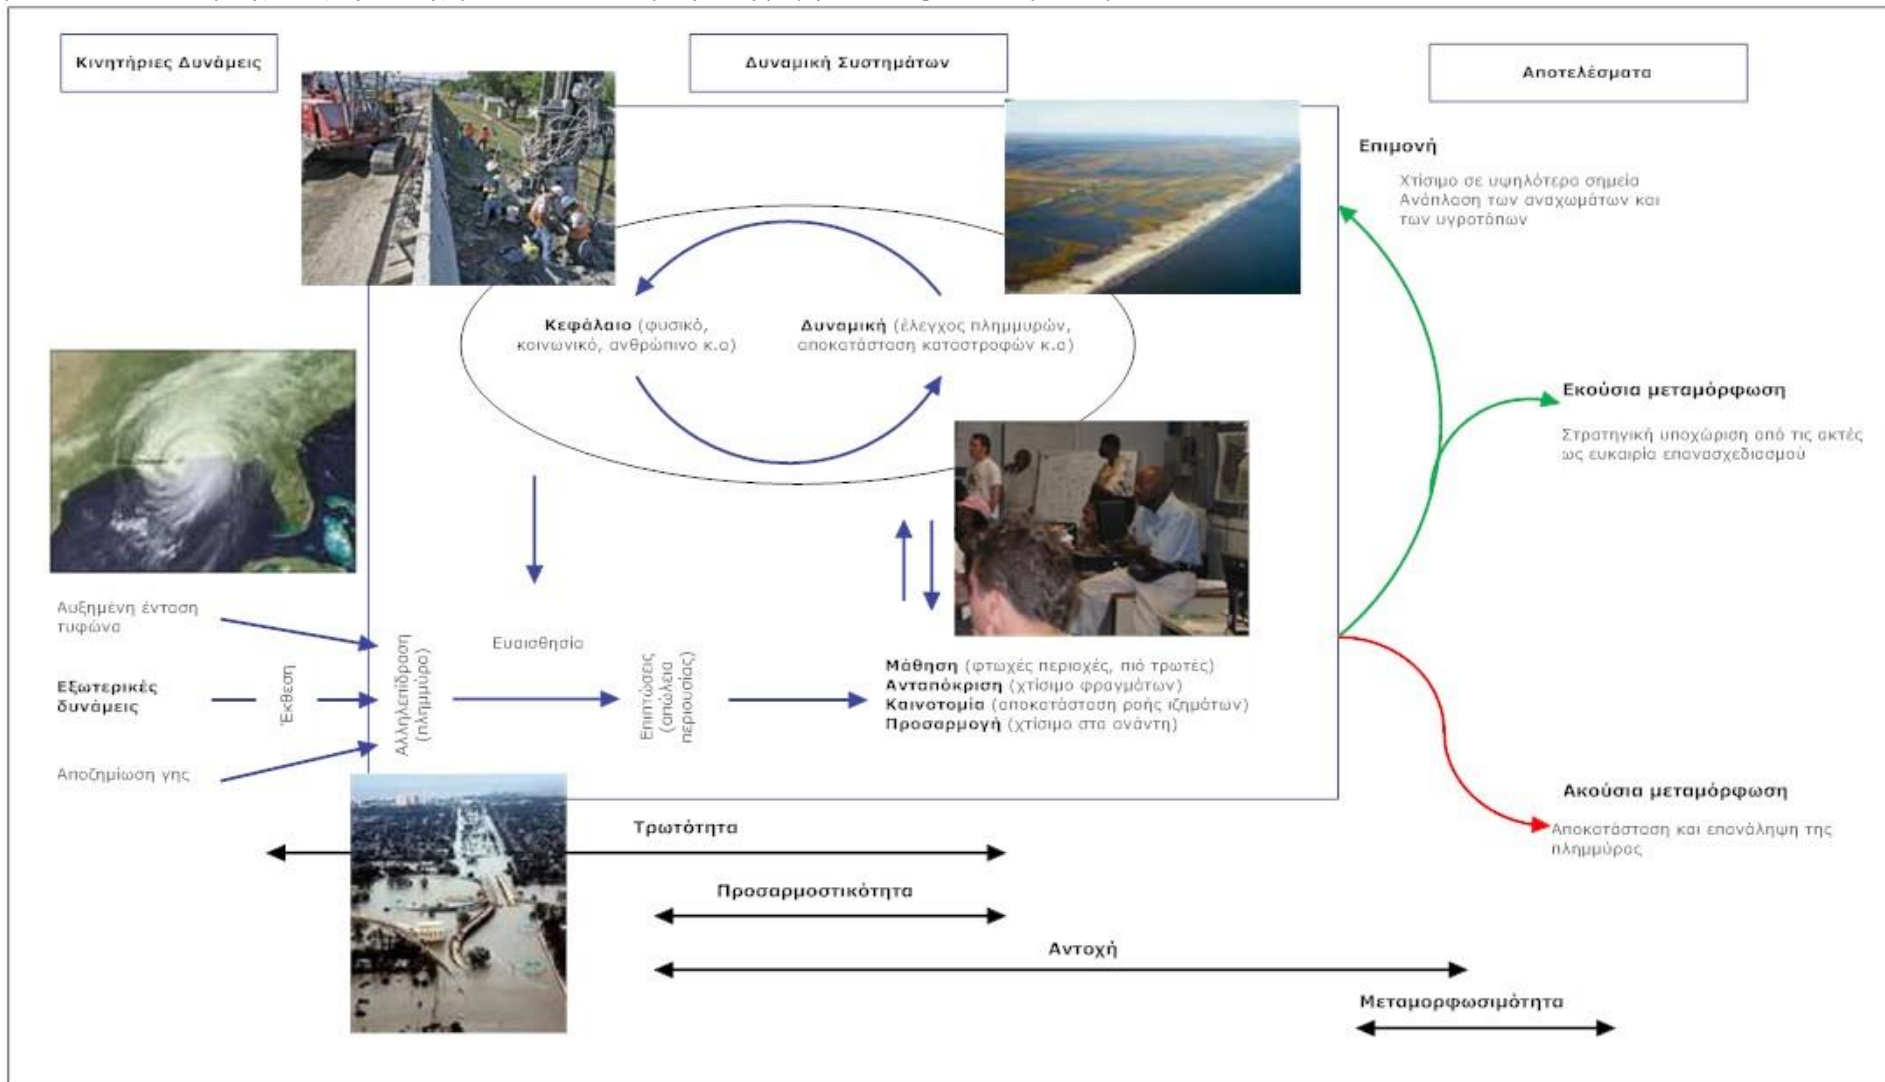 Κινητήριες Δυνάμεις
Δυναμική Συστημάτων
Αποτελέσματα
Επιμονή
Χτίσιμο σε υψηλότερα σημεία
Ανάπλαση των αναχωμάτων και
των υγροτόπων
Κεφάλαιο (φυσικό,
κοινωνικό, ανθρώπινο κ.α)
Δυναμική (έλεγχος πλημμυρών,
αποκατάσταση καταστροφών κ.α)
Εκούσια μεταμόρφωση
Στρατηγική υποχώριση από τις ακτές
ως ευκαιρία επανασχεδιασμού
Αυξημένη ένταση
τυφώνα
Εξωτερικές
δυνάμεις
Αποζημίωση γης
Έκθεση
Αλληλεπίδραση
(πλημμύρα)
Ευαισθησία
Επιπτώσεις
(απώλεια
περιουσίας)
Μάθηση (φτωχές περιοχές, πιό τρωτές)
Ανταπόκριση (χτίσιμο φραγμάτων)
Καινοτομία (αποκατάσταση ροής ιζημάτων)
Προσαρμογή (χτίσιμο στα ανάντη)
Ακούσια μεταμόρφωση
Αποκατάσταση και επανάληψη της
πλημμύρας
Τρωτότητα
Προσαρμοστικότητα
Αντοχή
Μεταμορφωσιμότητα